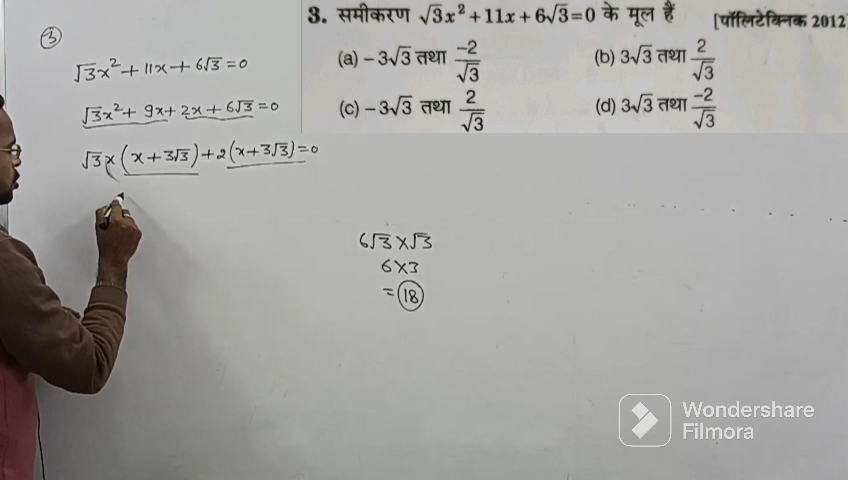 3. समीकरण √3x² + 11x + 6√3 = 0 के मूल हैं
[पॉलिटेक्निक 2012]
(a) − 3√3 तथा −2/√3
(b) 3√3 तथा 2/√3
(c) − 3√3 तथा 2/√3
(d) 3√3 तथा −2/√3
③
√3x² + 11x + 6√3 = 0
√3x² + 9x + 2x + 6√3 = 0
√3x (x + 3√3) + 2 (x + 3√3) = 0
6√3 × √3
6 × 3
= 18
Wondershare
Filmora